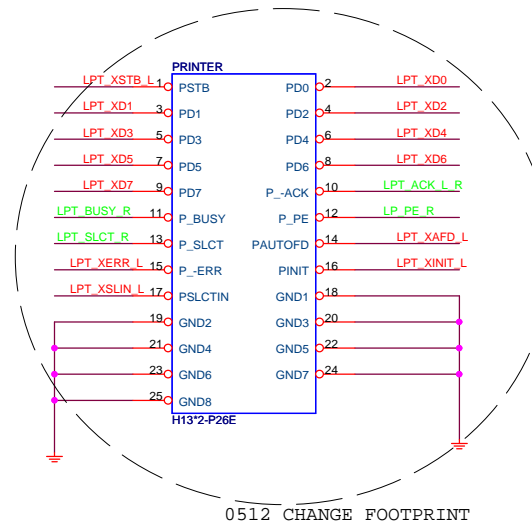 PRINTER
LPT_XSTB_L 1 PSTB PD0 2 LPT_XD0
LPT_XD1 3 PD1 PD2 4 LPT_XD2
LPT_XD3 5 PD3 PD4 6 LPT_XD4
LPT_XD5 7 PD5 PD6 8 LPT_XD6
LPT_XD7 9 PD7 P_-ACK 10 LPT_ACK_L_R
LPT_BUSY_R 11 P_BUSY P_PE 12 LP_PE_R
LPT_SLCT_R 13 P_SLCT PAUTOFD 14 LPT_XAFD_L
LPT_XERR_L 15 P_-ERR PINIT 16 LPT_XINIT_L
LPT_XSLIN_L 17 PSLCTIN GND1 18
19 GND2 GND3 20
21 GND4 GND5 22
23 GND6 GND7 24
25 GND8
H13*2-P26E
0512 CHANGE FOOTPRINT